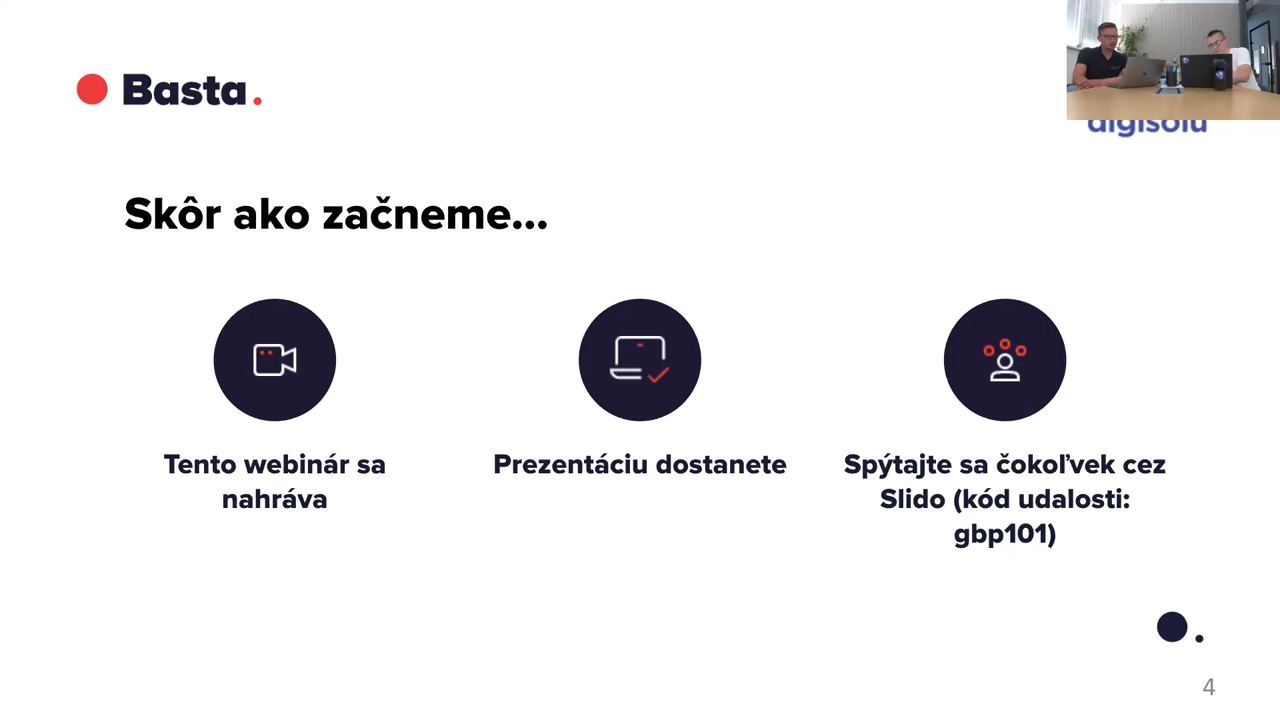 Basta.
digisolu
Skôr ako začneme...
Tento webinár sa
nahráva
Prezentáciu dostanete
Spýtajte sa čokoľvek cez
Slido (kód udalosti:
gbp101)
4